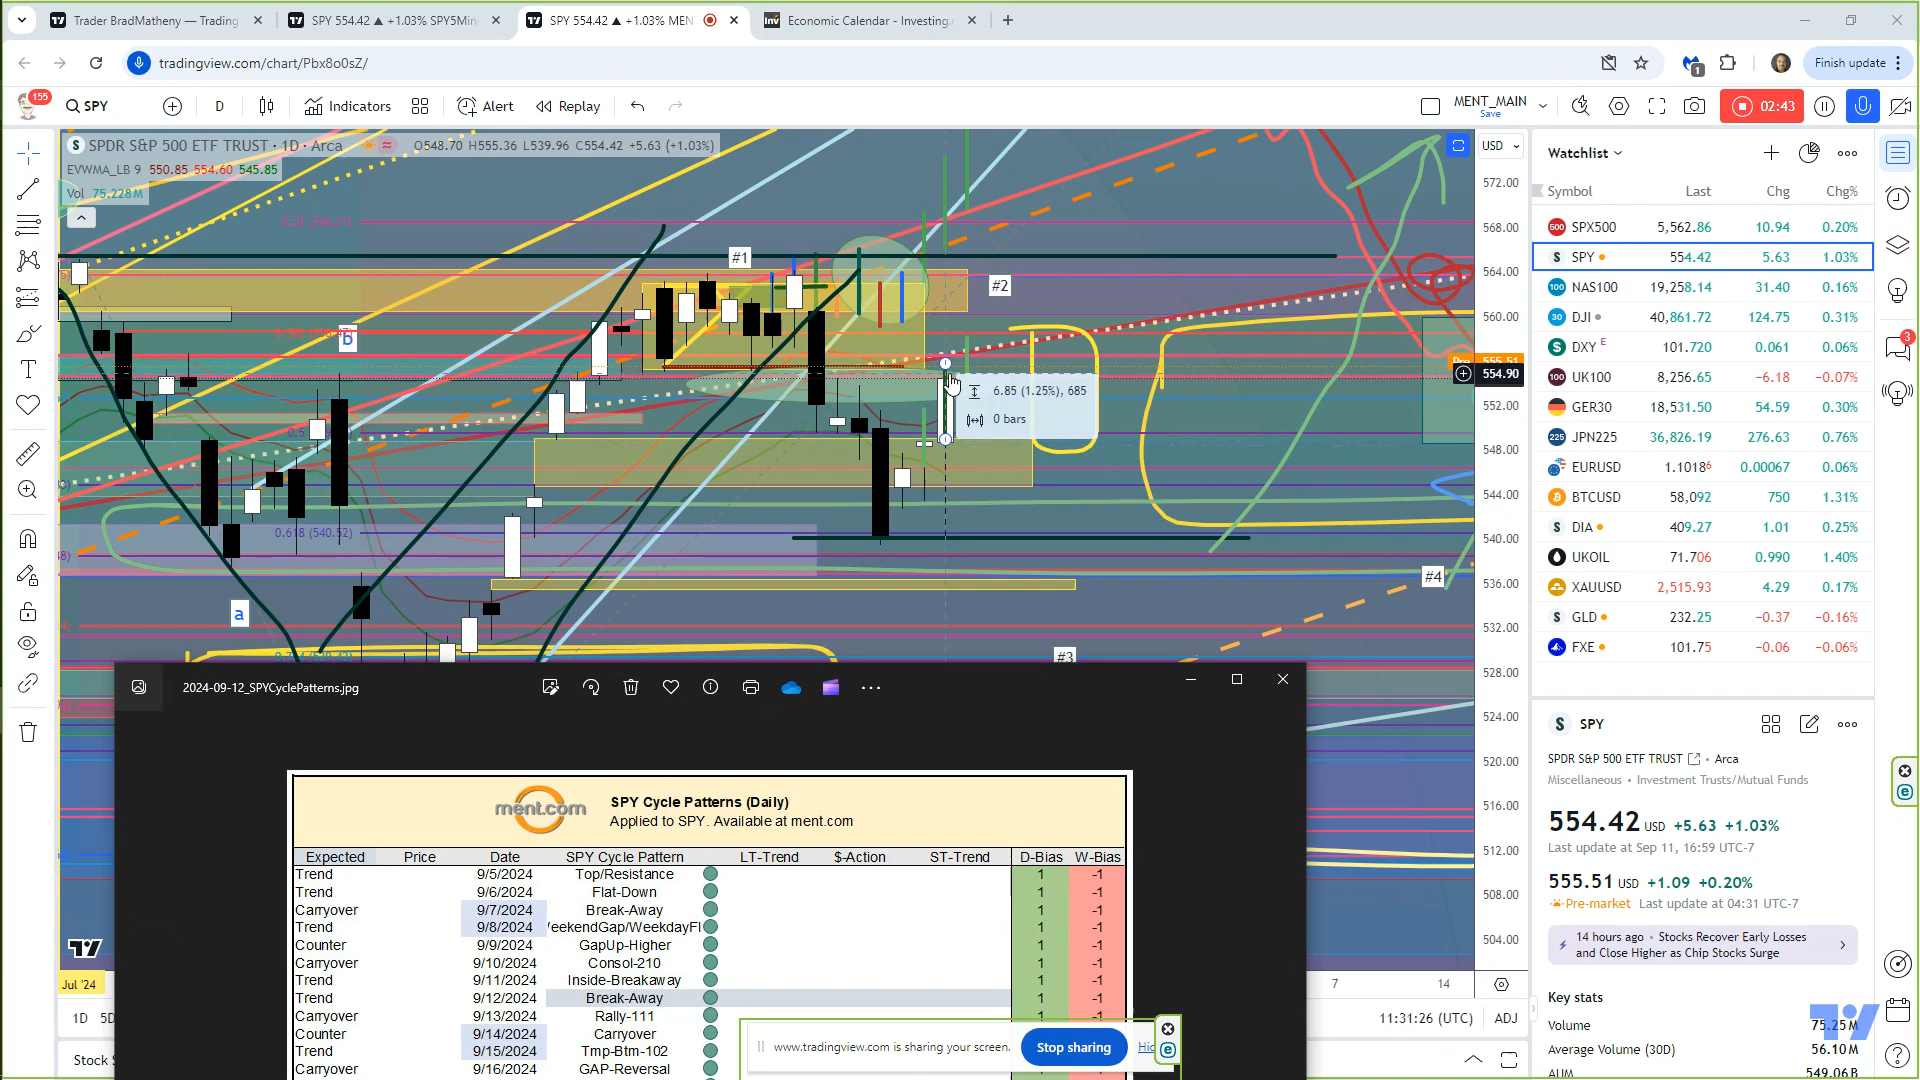 Trader BradMatheny — Trading
SPY 554.42 ▲ +1.03% SPY5Min
SPY 554.42 ▲ +1.03% MEN
Economic Calendar - Investing.c
tradingview.com/chart/Pbx8o0sZ/
1
Finish update
155
SPY
D
Indicators
Alert
Replay
MENT_MAIN
Save
02:43
SPDR S&P 500 ETF TRUST · 1D · Arca
O548.70 H555.36 L539.96 C554.42 +5.63 (+1.03%)
EVWMA_LB 9 550.85 554.60 545.85
Vol 75.228M
USD
572.00
568.00
564.00
560.00
555.51
554.90
552.00
548.00
544.00
540.00
536.00
532.00
528.00
524.00
520.00
516.00
512.00
508.00
504.00
#1
#2
b
6.85 (1.25%), 685
0 bars
0.618 (540.52)
a
#4
#3
Watchlist
Symbol Last Chg Chg%
SPX500 5,562.86 10.94 0.20%
SPY 554.42 5.63 1.03%
NAS100 19,258.14 31.40 0.16%
DJI 40,861.72 124.75 0.31%
DXY E 101.720 0.061 0.06%
UK100 8,256.65 −6.18 −0.07%
GER30 18,531.50 54.59 0.30%
JPN225 36,826.19 276.63 0.76%
EURUSD 1.10186 0.00067 0.06%
BTCUSD 58,092 750 1.31%
DIA 409.27 1.01 0.25%
UKOIL 71.706 0.990 1.40%
XAUUSD 2,515.93 4.29 0.17%
GLD 232.25 −0.37 −0.16%
FXE 101.75 −0.06 −0.06%
3
2024-09-12_SPYCyclePatterns.jpg
ment.com
SPY Cycle Patterns (Daily)
Applied to SPY. Available at ment.com
Expected Price Date SPY Cycle Pattern LT-Trend $-Action ST-Trend D-Bias W-Bias
Trend 9/5/2024 Top/Resistance 1 -1
Trend 9/6/2024 Flat-Down 1 -1
Carryover 9/7/2024 Break-Away 1 -1
Trend 9/8/2024 VeekendGap/WeekdayFl 1 -1
Counter 9/9/2024 GapUp-Higher 1 -1
Carryover 9/10/2024 Consol-210 1 -1
Trend 9/11/2024 Inside-Breakaway 1 -1
Trend 9/12/2024 Break-Away 1 -1
Carryover 9/13/2024 Rally-111 1 -1
Counter 9/14/2024 Carryover
Trend 9/15/2024 Tmp-Btm-102
Carryover 9/16/2024 GAP-Reversal
www.tradingview.com is sharing your screen.
Stop sharing
Jul '24
7
14
1D
11:31:26 (UTC)
ADJ
SPY
SPDR S&P 500 ETF TRUST • Arca
Miscellaneous • Investment Trusts/Mutual Funds
554.42 USD +5.63 +1.03%
Last update at Sep 11, 16:59 UTC-7
555.51 USD +1.09 +0.20%
Pre-market Last update at 04:31 UTC-7
14 hours ago • Stocks Recover Early Losses
and Close Higher as Chip Stocks Surge
Key stats
Volume 75.25M
Average Volume (30D) 56.10M
AUM 549.06B